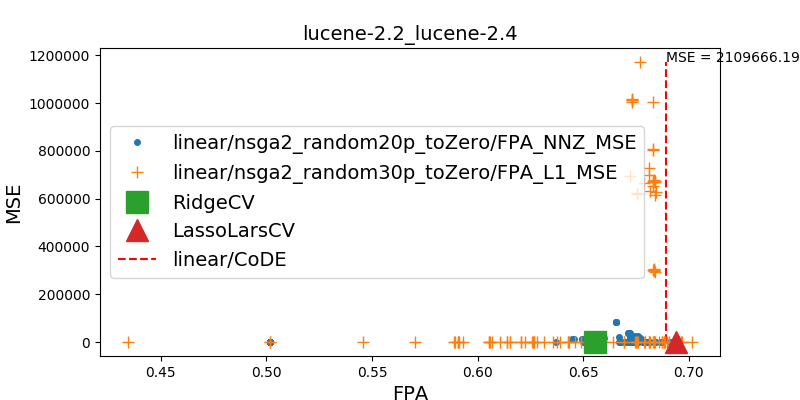 lucene-2.2_lucene-2.4
MSE = 2109666.19
1200000
1000000
800000
600000
400000
200000
0
MSE
linear/nsga2_random20p_toZero/FPA_NNZ_MSE
linear/nsga2_random30p_toZero/FPA_L1_MSE
RidgeCV
LassoLarsCV
linear/CoDE
0.45 0.50 0.55 0.60 0.65 0.70
FPA